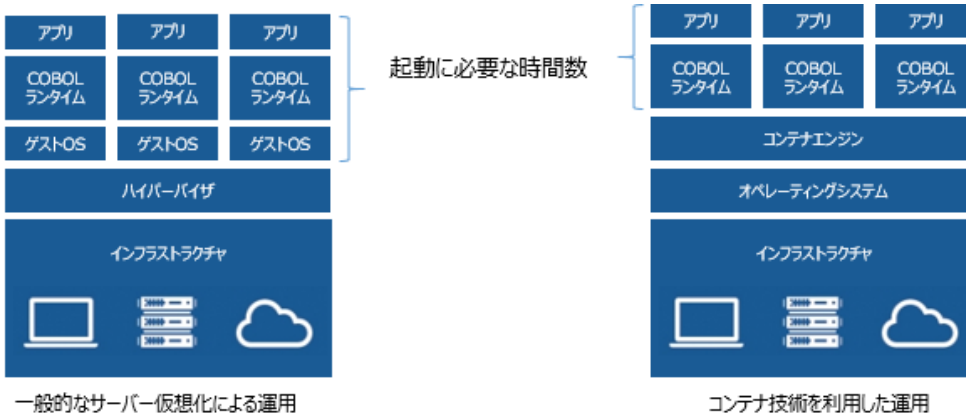 アプリ
アプリ
アプリ
COBOL
ランタイム
COBOL
ランタイム
COBOL
ランタイム
ゲストOS
ゲストOS
ゲストOS
ハイパーバイザ
インフラストラクチャ
一般的なサーバー仮想化による運用
起動に必要な時間数
アプリ
アプリ
アプリ
COBOL
ランタイム
COBOL
ランタイム
COBOL
ランタイム
コンテナエンジン
オペレーティングシステム
インフラストラクチャ
コンテナ技術を利用した運用